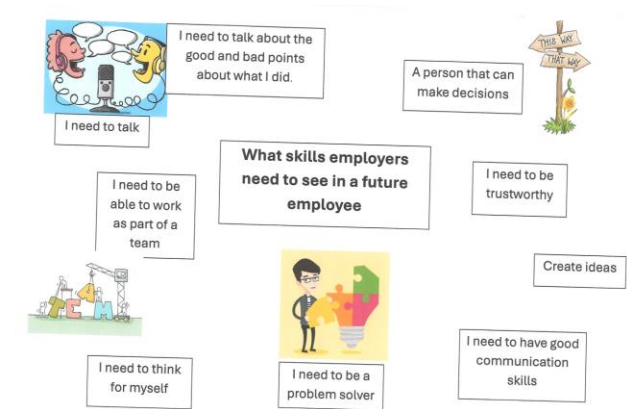 I need to talk about the
good and bad points
about what I did.
THIS WAY
THAT WAY
A person that can
make decisions
I need to talk
What skills employers
need to see in a future
employee
I need to be
trustworthy
I need to be
able to work
as part of a
team
Create ideas
TEAM
I need to have good
communication
skills
I need to think
for myself
I need to be a
problem solver